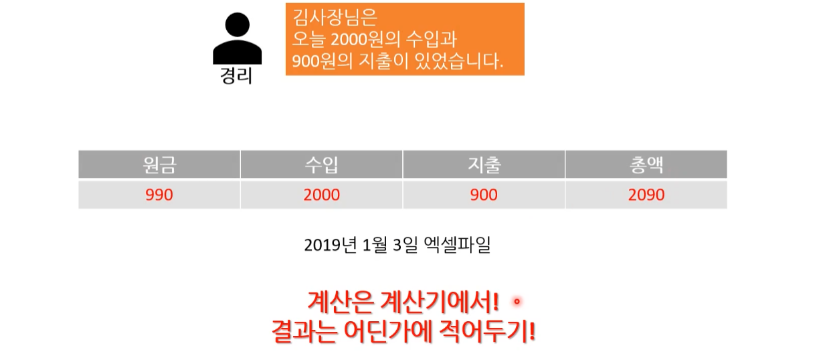 김사장님은
오늘 2000원의 수입과
900원의 지출이 있었습니다.
경리
원금 수입 지출 총액
990 2000 900 2090
2019년 1월 3일 엑셀파일
계산은 계산기에서!
결과는 어딘가에 적어두기!